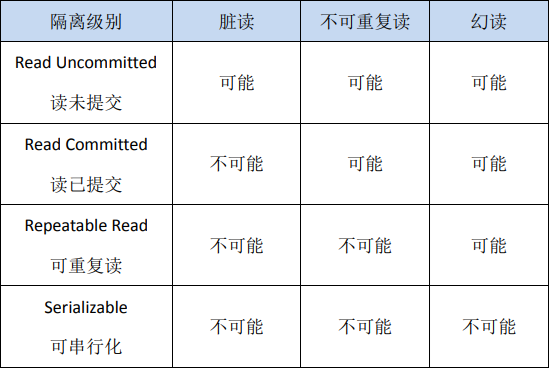 隔离级别 脏读 不可重复读 幻读
Read Uncommitted
读未提交
可能 可能 可能
Read Committed
读已提交
不可能 可能 可能
Repeatable Read
可重复读
不可能 不可能 可能
Serializable
可串行化
不可能 不可能 不可能